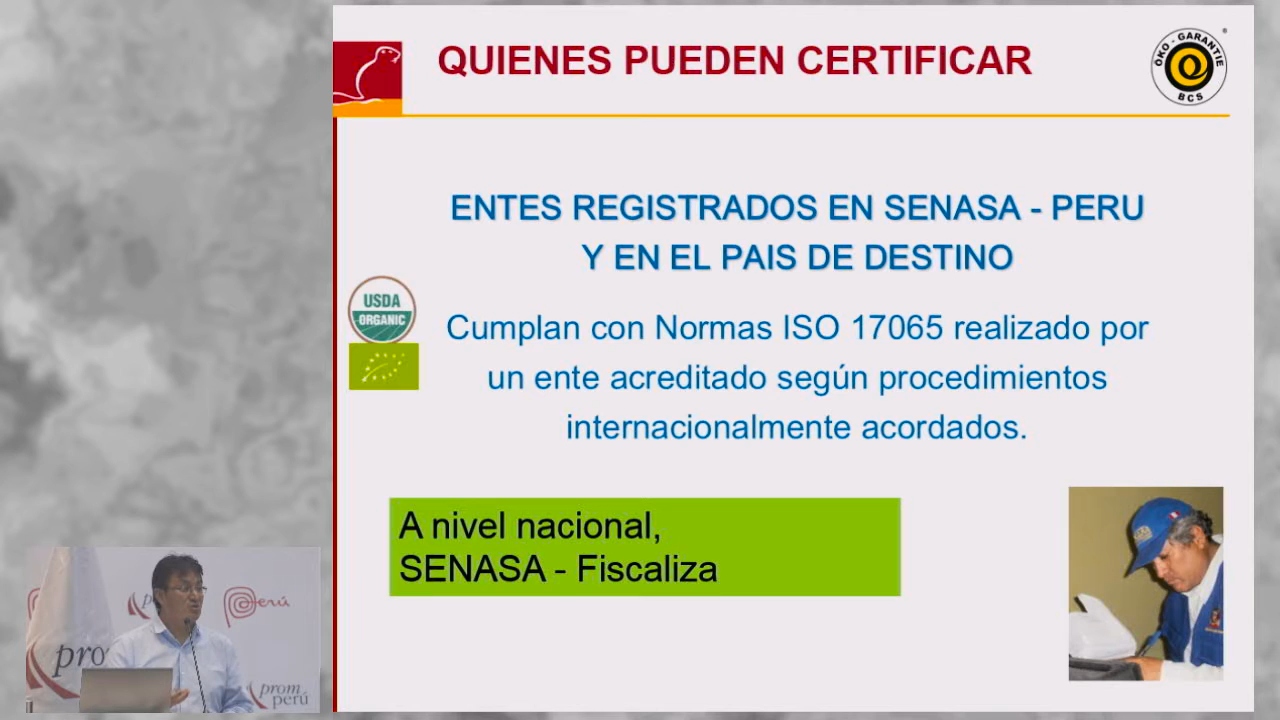 QUIENES PUEDEN CERTIFICAR
ÖKO - GARANTIE
BCS
®
ENTES REGISTRADOS EN SENASA - PERU
Y EN EL PAIS DE DESTINO
USDA
ORGANIC
Cumplan con Normas ISO 17065 realizado por
un ente acreditado según procedimientos
internacionalmente acordados.
A nivel nacional,
SENASA - Fiscaliza
Perú
pro
prom
perú